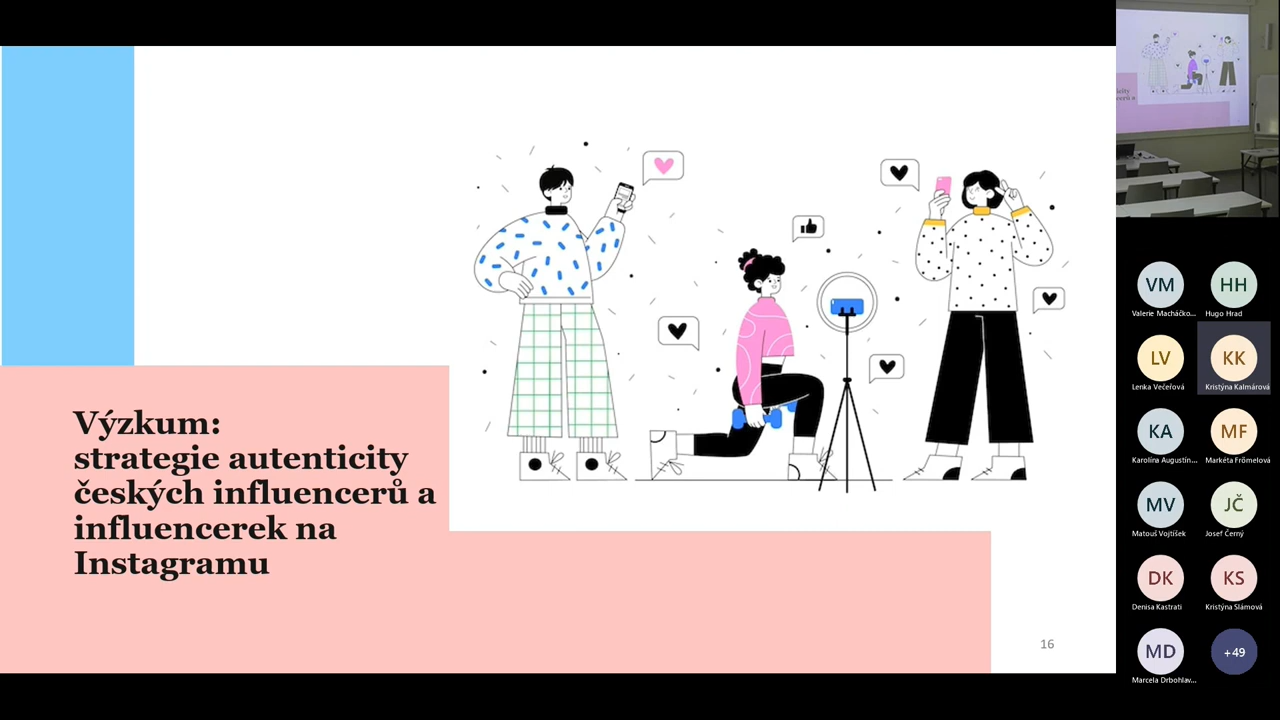 Výzkum:
strategie autenticity
českých influencerů a
influencerek na
Instagramu
16
VM
HH
Valerie Macháčko...
Hugo Hrad
LV
KK
Lenka Večeřová
Kristýna Kalmárová
KA
MF
Karolína Augustin...
Markéta Frömelová
MV
JČ
Matouš Vojtíšek
Josef Černý
DK
KS
Denisa Kastrati
Kristýna Slámová
MD
+49
Marcela Drbohlav...